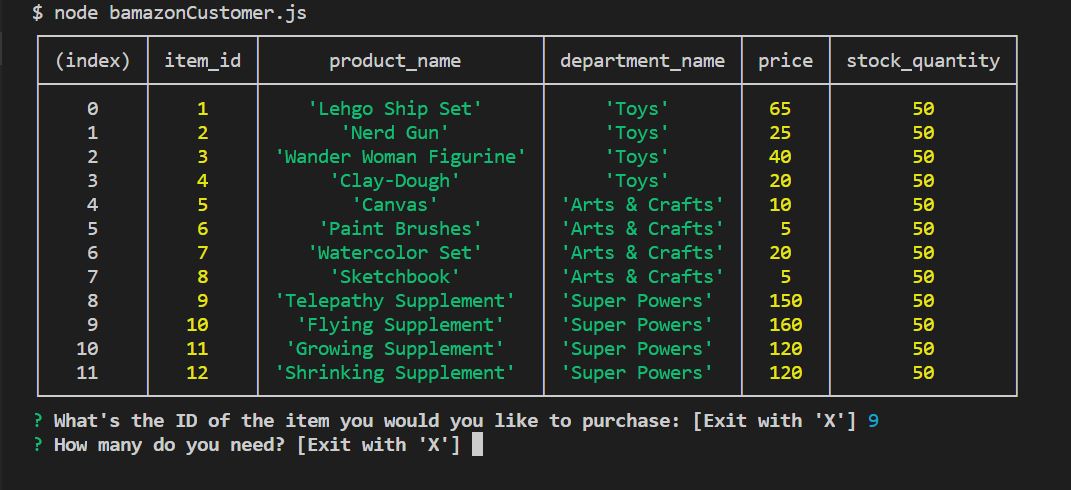 $ node bamazonCustomer.js
(index) item_id product_name department_name price stock_quantity
0 1 'Lehgo Ship Set' 'Toys' 65 50
1 2 'Nerd Gun' 'Toys' 25 50
2 3 'Wander Woman Figurine' 'Toys' 40 50
3 4 'Clay-Dough' 'Toys' 20 50
4 5 'Canvas' 'Arts & Crafts' 10 50
5 6 'Paint Brushes' 'Arts & Crafts' 5 50
6 7 'Watercolor Set' 'Arts & Crafts' 20 50
7 8 'Sketchbook' 'Arts & Crafts' 5 50
8 9 'Telepathy Supplement' 'Super Powers' 150 50
9 10 'Flying Supplement' 'Super Powers' 160 50
10 11 'Growing Supplement' 'Super Powers' 120 50
11 12 'Shrinking Supplement' 'Super Powers' 120 50
? What's the ID of the item you would you like to purchase: [Exit with 'X'] 9
? How many do you need? [Exit with 'X']